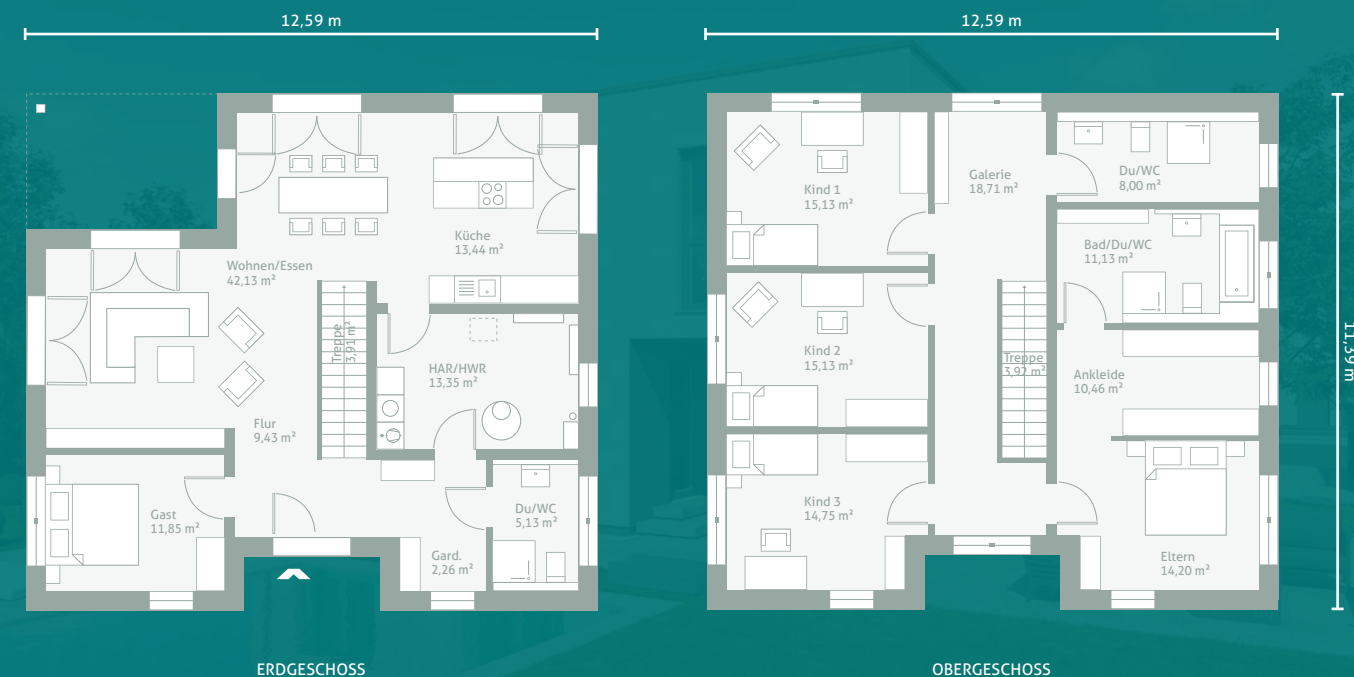 12,59 m
12,59 m
Wohnen/Essen
42,13 m²
Küche
13,44 m²
Treppe
3,91 m²
HAR/HWR
13,35 m²
Flur
9,43 m²
Gast
11,85 m²
Gard.
2,26 m²
Du/WC
5,13 m²
ERDGESCHOSS
Kind 1
15,13 m²
Galerie
18,71 m²
Du/WC
8,00 m²
Bad/Du/WC
11,13 m²
Kind 2
15,13 m²
Treppe
3,92 m²
Ankleide
10,46 m²
Kind 3
14,75 m²
Eltern
14,20 m²
11,39 m
OBERGESCHOSS